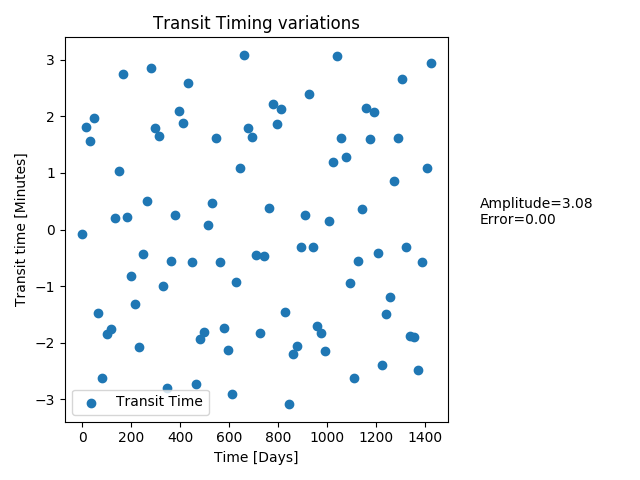 Transit Timing variations
Transit time [Minutes]
3
2
1
0
−1
−2
−3
Amplitude=3.08
Error=0.00
Transit Time
0 200 400 600 800 1000 1200 1400
Time [Days]